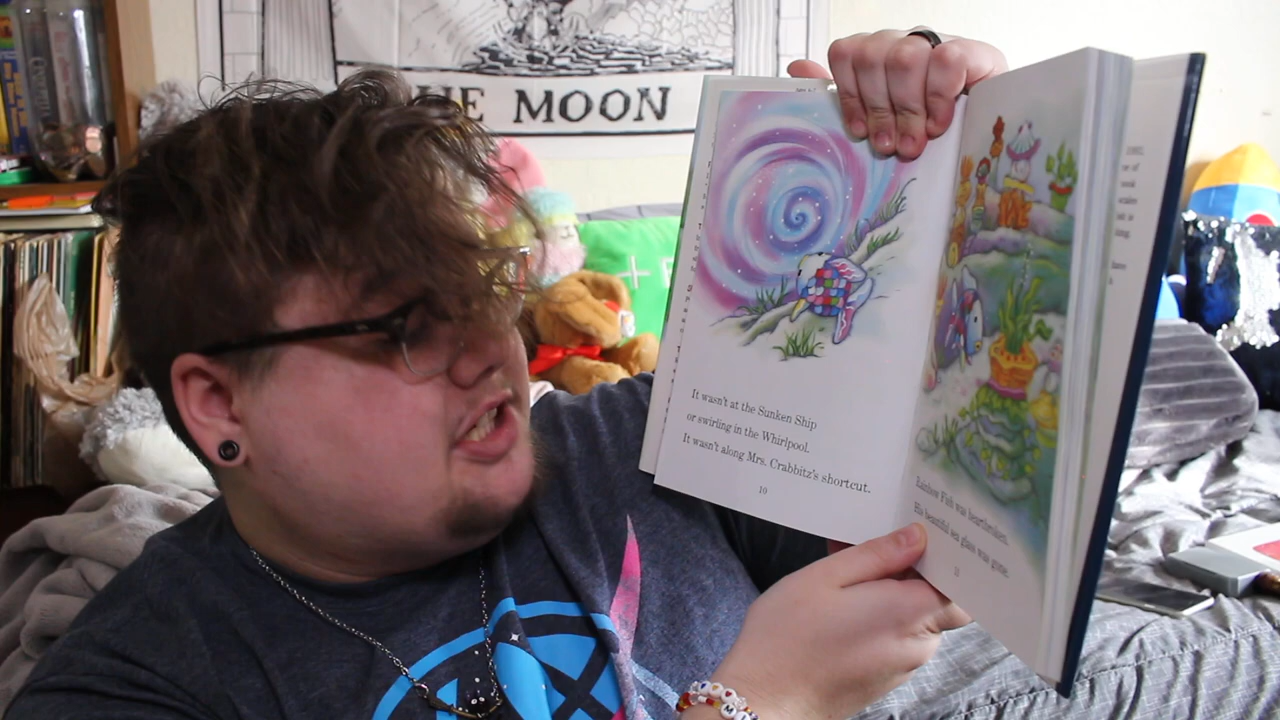 THE MOON
It wasn't at the Sunken Ship
or swirling in the Whirlpool.
It wasn't along Mrs. Crabbitz's shortcut.
10
Rainbow Fish was heartbroken.
His beautiful sea glass was gone.